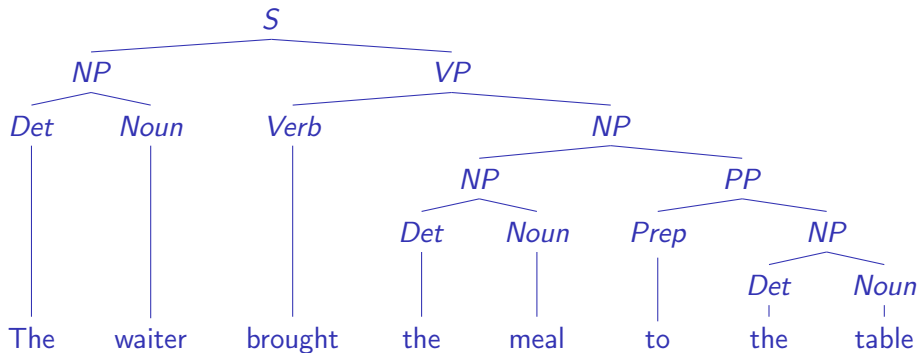 S
NP VP
Det Noun Verb NP
NP PP
Det Noun Prep NP
Det Noun
The waiter brought the meal to the table